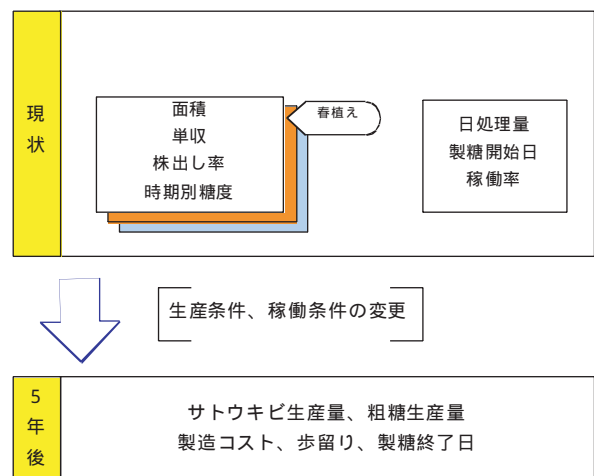 現状
面積
単収
株出し率
時期別糖度
春植え
日処理量
製糖開始日
稼働率
生産条件、稼働条件の変更
5年後
サトウキビ生産量、粗糖生産量
製造コスト、歩留り、製糖終了日